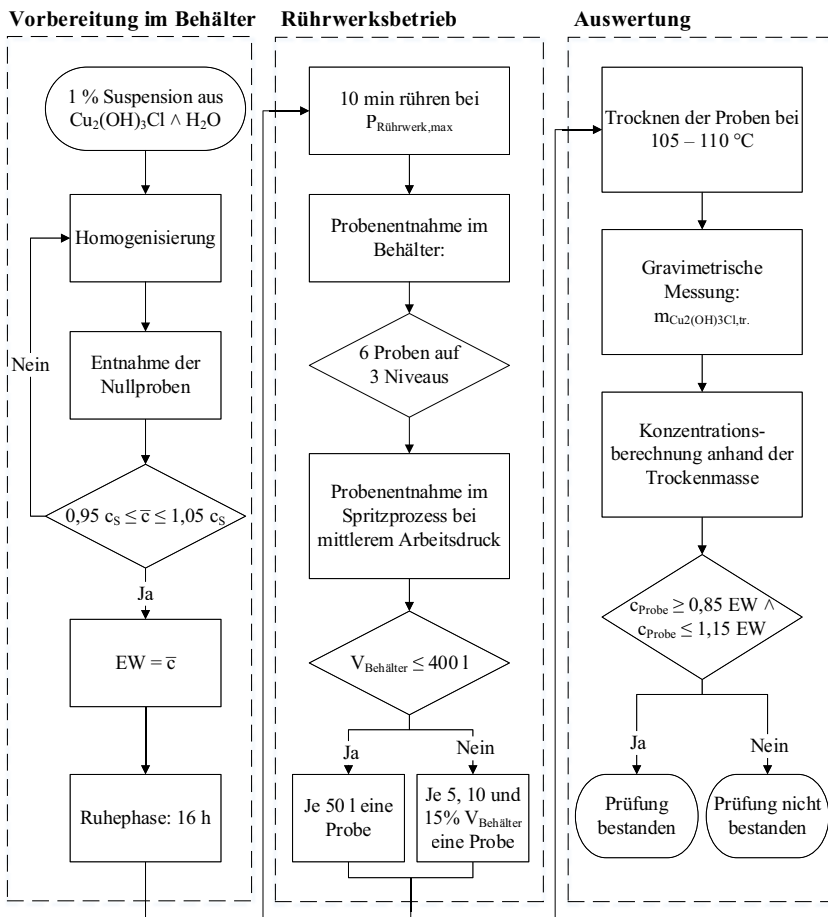 Vorbereitung im Behälter
1 % Suspension aus
Cu2(OH)3Cl ∧ H2O
Homogenisierung
Nein
Entnahme der
Nullproben
0,95 cS ≤ c̅ ≤ 1,05 cS
Ja
EW = c̅
Ruhephase: 16 h
Rührwerksbetrieb
10 min rühren bei
PRührwerk,max
Probenentnahme im
Behälter:
6 Proben auf
3 Niveaus
Probenentnahme im
Spritzprozess bei
mittlerem Arbeitsdruck
VBehälter ≤ 400 l
Ja
Nein
Je 50 l eine
Probe
Je 5, 10 und
15% VBehälter
eine Probe
Auswertung
Trocknen der Proben bei
105 – 110 °C
Gravimetrische
Messung:
mCu2(OH)3Cl,tr.
Konzentrations-
berechnung anhand der
Trockenmasse
cProbe ≥ 0,85 EW ∧
cProbe ≤ 1,15 EW
Ja
Nein
Prüfung
bestanden
Prüfung nicht
bestanden